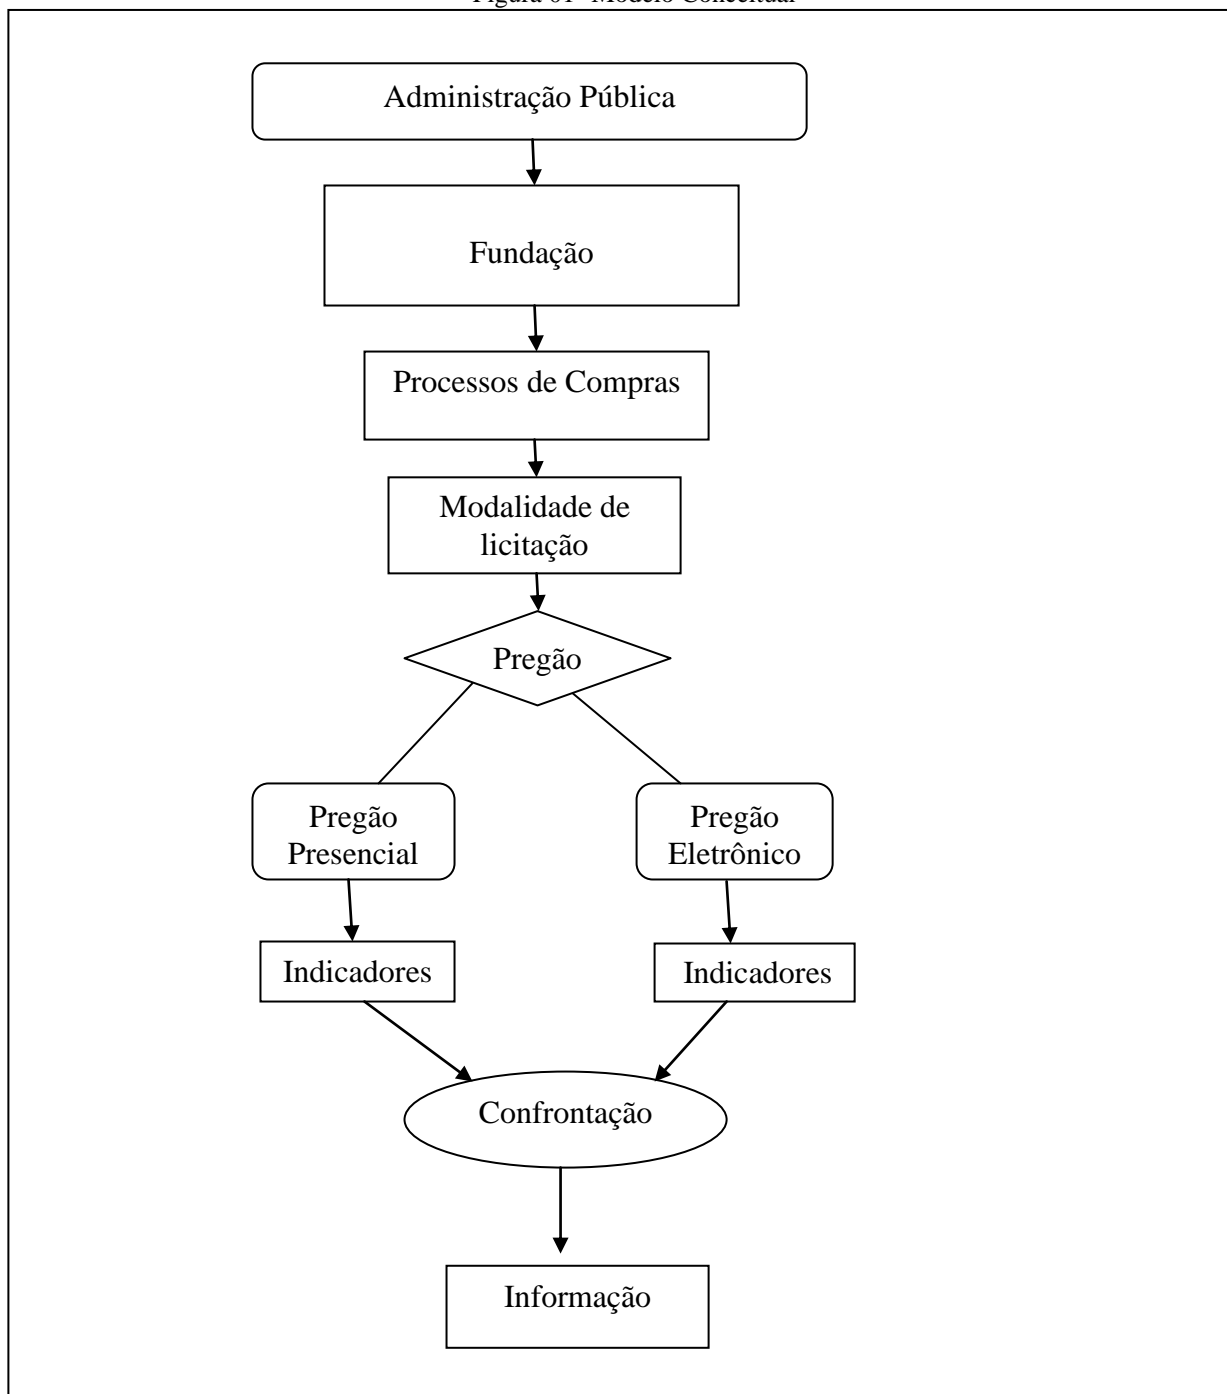 Figura 01- Modelo Conceitual
Administração Pública
Fundação
Processos de Compras
Modalidade de
licitação
Pregão
Pregão
Presencial
Pregão
Eletrônico
Indicadores
Indicadores
Confrontação
Informação